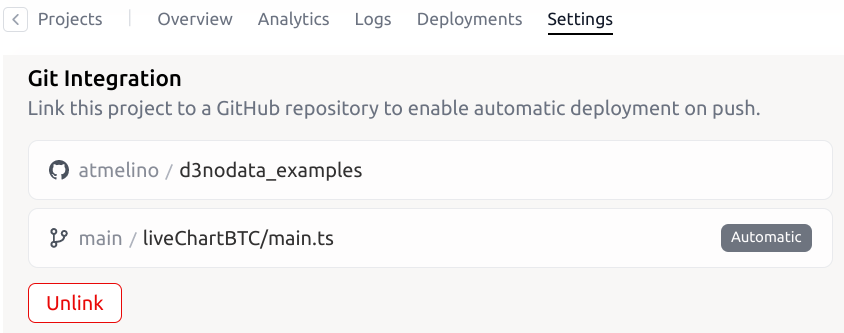 Projects Overview Analytics Logs Deployments Settings
Git Integration
Link this project to a GitHub repository to enable automatic deployment on push.
atmelino / d3nodata_examples
main / liveChartBTC/main.ts Automatic
Unlink